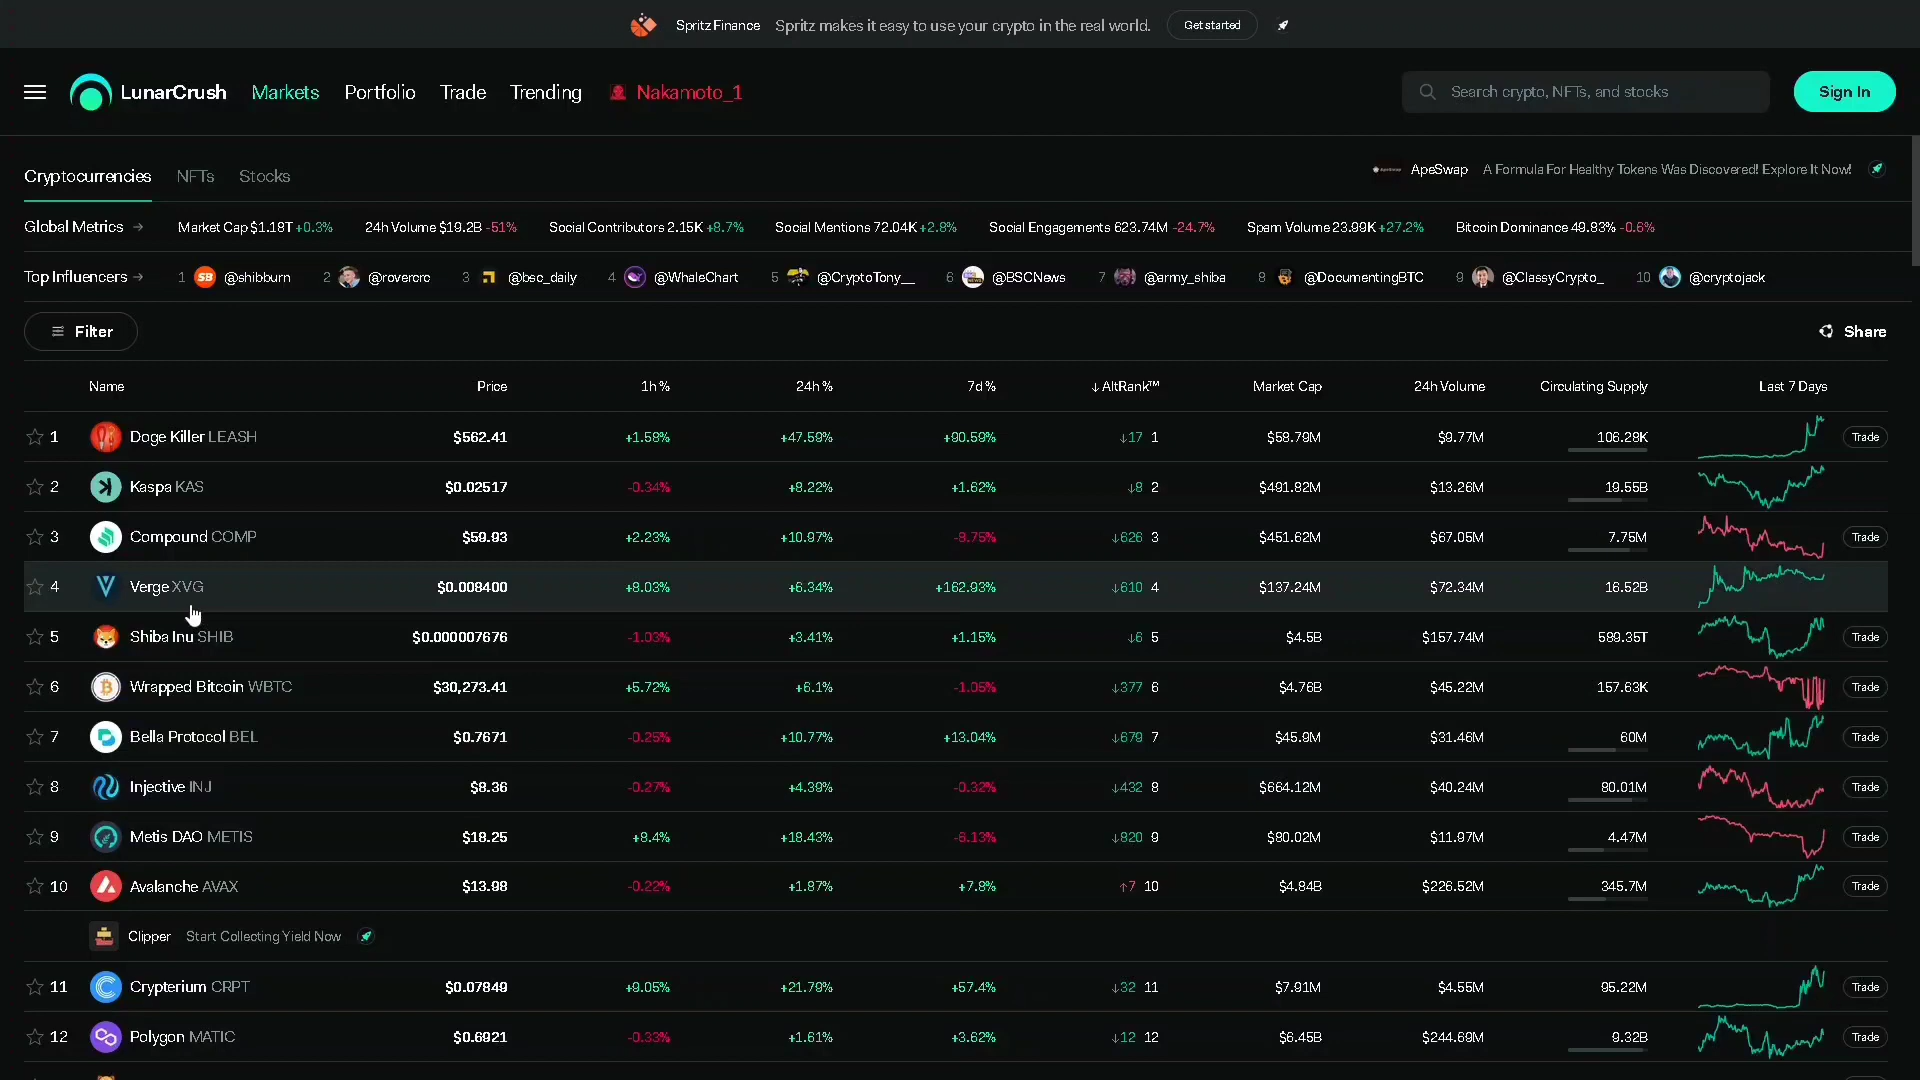 Spritz Finance Spritz makes it easy to use your crypto in the real world. Get started
LunarCrush Markets Portfolio Trade Trending Nakamoto_1 Search crypto, NFTs, and stocks Sign In
Cryptocurrencies NFTs Stocks ApeSwap A Formula For Healthy Tokens Was Discovered! Explore It Now!
Global Metrics → Market Cap $1.18T +0.3% 24h Volume $19.2B -51% Social Contributors 2.15K +8.7% Social Mentions 72.04K +2.8% Social Engagements 623.74M -24.7% Spam Volume 23.99K +27.2% Bitcoin Dominance 49.83% -0.6%
Top Influencers → 1 SB @shibburn 2 @rovercrc 3 @bsc_daily 4 @WhaleChart 5 @CryptoTony__ 6 @BSCNews 7 @army_shiba 8 @DocumentingBTC 9 @ClassyCrypto_ 10 @cryptojack
Filter Share
Name Price 1h % 24h % 7d % ↓ AltRank™ Market Cap 24h Volume Circulating Supply Last 7 Days
1 Doge Killer LEASH $562.41 +1.58% +47.59% +90.59% ↓17 1 $58.79M $9.77M 106.28K Trade
2 Kaspa KAS $0.02517 -0.34% +8.22% +1.62% ↓8 2 $491.82M $13.26M 19.55B
3 Compound COMP $59.93 +2.23% +10.97% -9.75% ↓626 3 $451.62M $67.05M 7.75M Trade
4 Verge XVG $0.008400 +8.03% +6.34% +162.93% ↓610 4 $137.24M $72.34M 16.52B
5 Shiba Inu SHIB $0.000007676 -1.03% +3.41% +1.15% ↓6 5 $4.5B $157.74M 589.35T Trade
6 Wrapped Bitcoin WBTC $30,273.41 +5.72% +6.1% -1.05% ↓377 6 $4.76B $45.22M 157.63K Trade
7 Bella Protocol BEL $0.7671 -0.25% +10.77% +13.04% ↓679 7 $45.9M $31.46M 60M Trade
8 Injective INJ $8.36 -0.27% +4.39% -0.32% ↓432 8 $664.12M $40.24M 80.01M Trade
9 Metis DAO METIS $18.25 +8.4% +18.43% -6.13% ↓820 9 $80.02M $11.97M 4.47M Trade
10 Avalanche AVAX $13.98 -0.22% +1.87% +7.8% ↑7 10 $4.84B $226.52M 345.7M Trade
Clipper Start Collecting Yield Now
11 Crypterium CRPT $0.07849 +9.05% +21.79% +57.4% ↓32 11 $7.91M $4.55M 95.22M Trade
12 Polygon MATIC $0.6921 -0.33% +1.61% +3.62% ↓12 12 $6.45B $244.69M 9.32B Trade